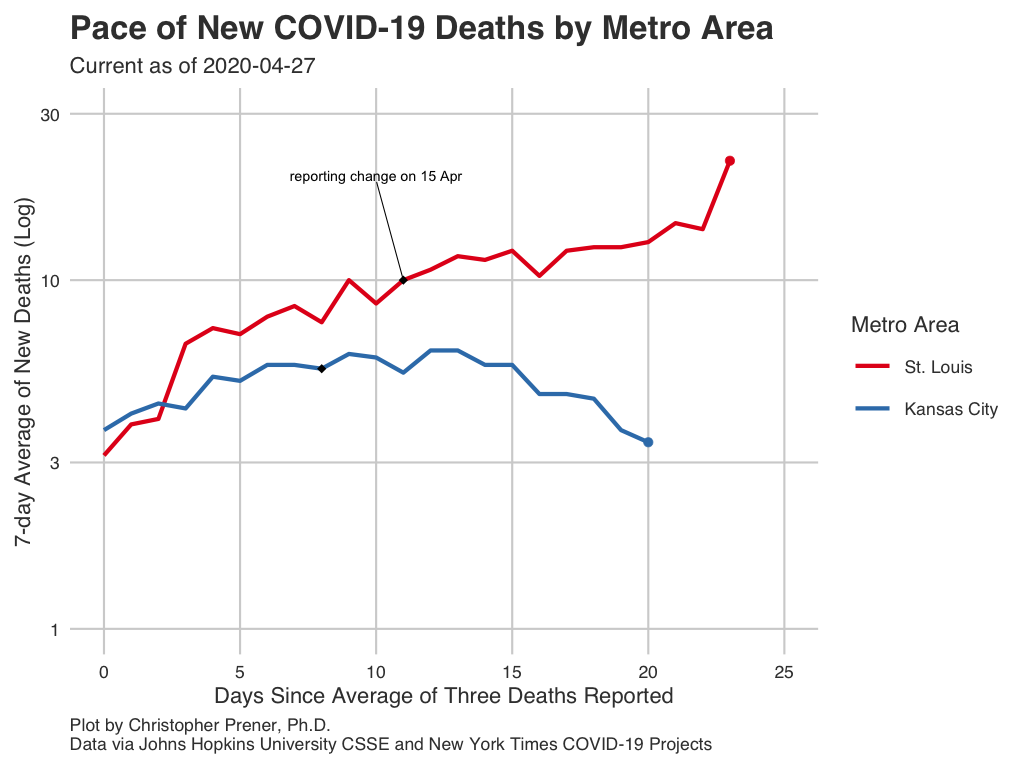 Pace of New COVID-19 Deaths by Metro Area
Current as of 2020-04-27
7-day Average of New Deaths (Log)
30
10
3
1
reporting change on 15 Apr
0 5 10 15 20 25
Days Since Average of Three Deaths Reported
Metro Area
St. Louis
Kansas City
Plot by Christopher Prener, Ph.D.
Data via Johns Hopkins University CSSE and New York Times COVID-19 Projects